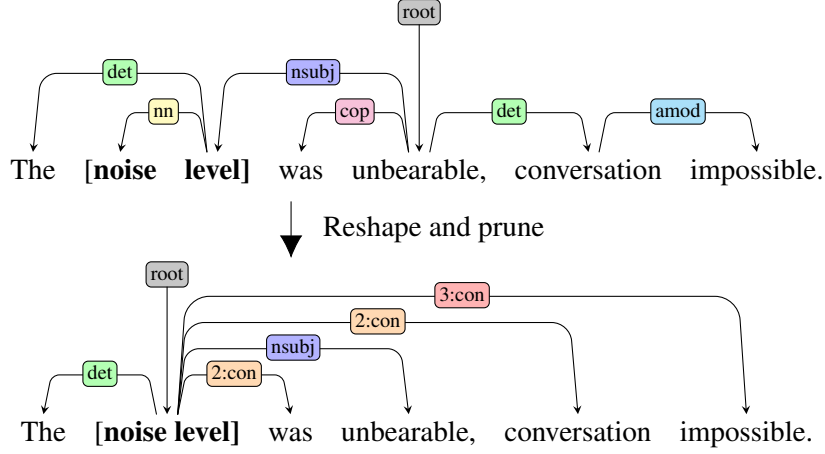 root
det nsubj
nn cop det amod
The [noise level] was unbearable, conversation impossible.
Reshape and prune
root
3:con
2:con
nsubj
det 2:con
The [noise level] was unbearable, conversation impossible.